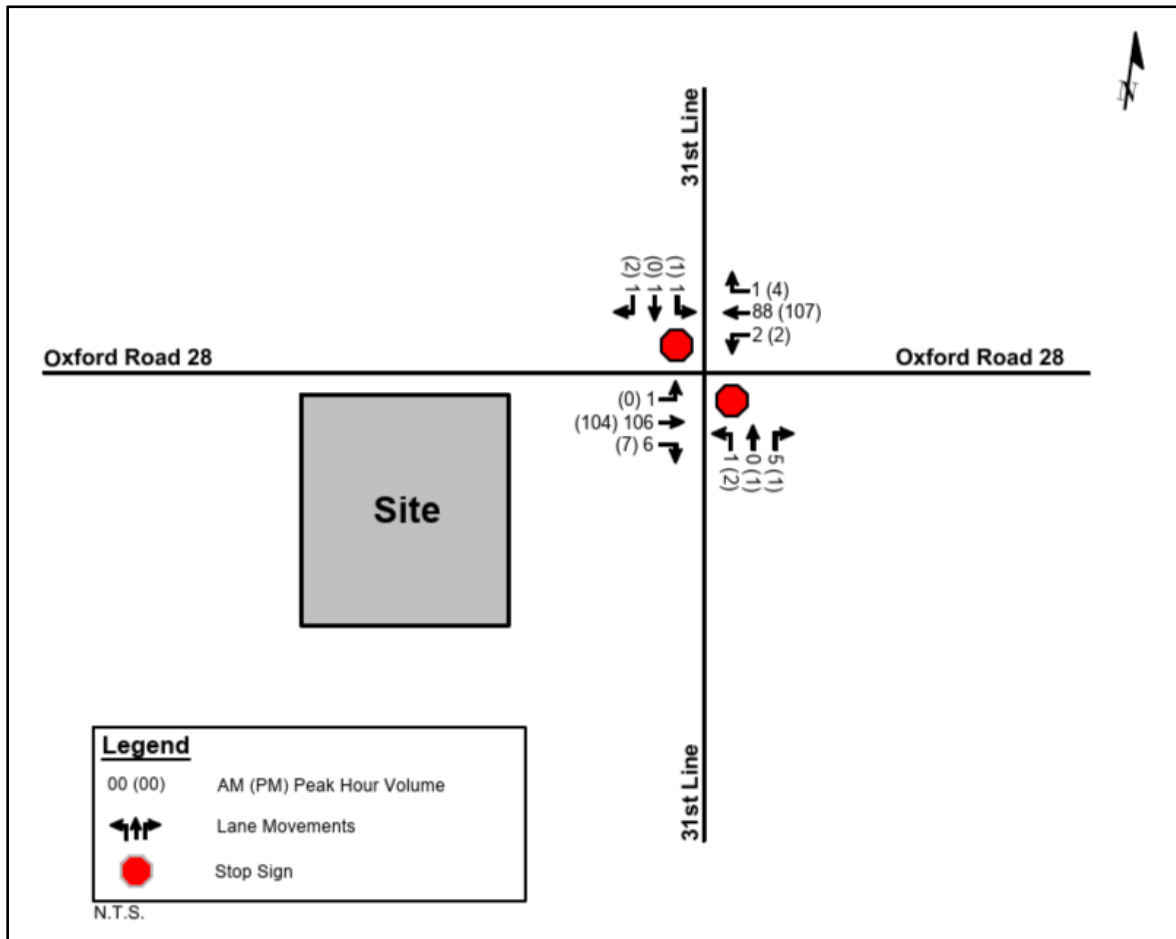 N
31st Line
(2) 1
(0) 1
(1) 1
1 (4)
88 (107)
2 (2)
Oxford Road 28
Oxford Road 28
(0) 1
(104) 106
(7) 6
1 (2)
0 (1)
5 (1)
Site
31st Line
Legend
00 (00) AM (PM) Peak Hour Volume
Lane Movements
Stop Sign
N.T.S.